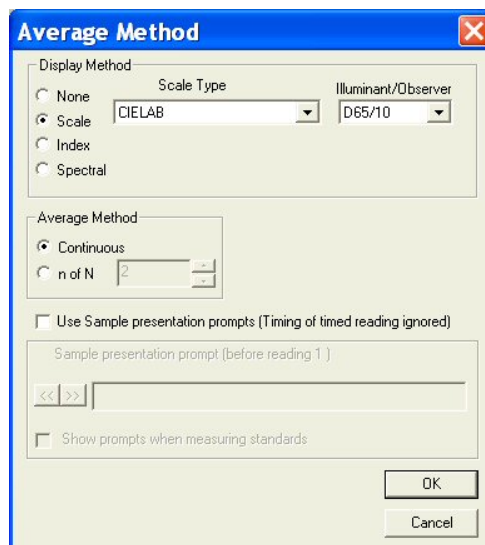 Average Method
Display Method
Scale Type
Illuminant/Observer
None
Scale
CIELAB
D65/10
Index
Spectral
Average Method
Continuous
n of N
2
Use Sample presentation prompts (Timing of timed reading ignored)
Sample presentation prompt (before reading 1 )
<< >>
Show prompts when measuring standards
OK
Cancel